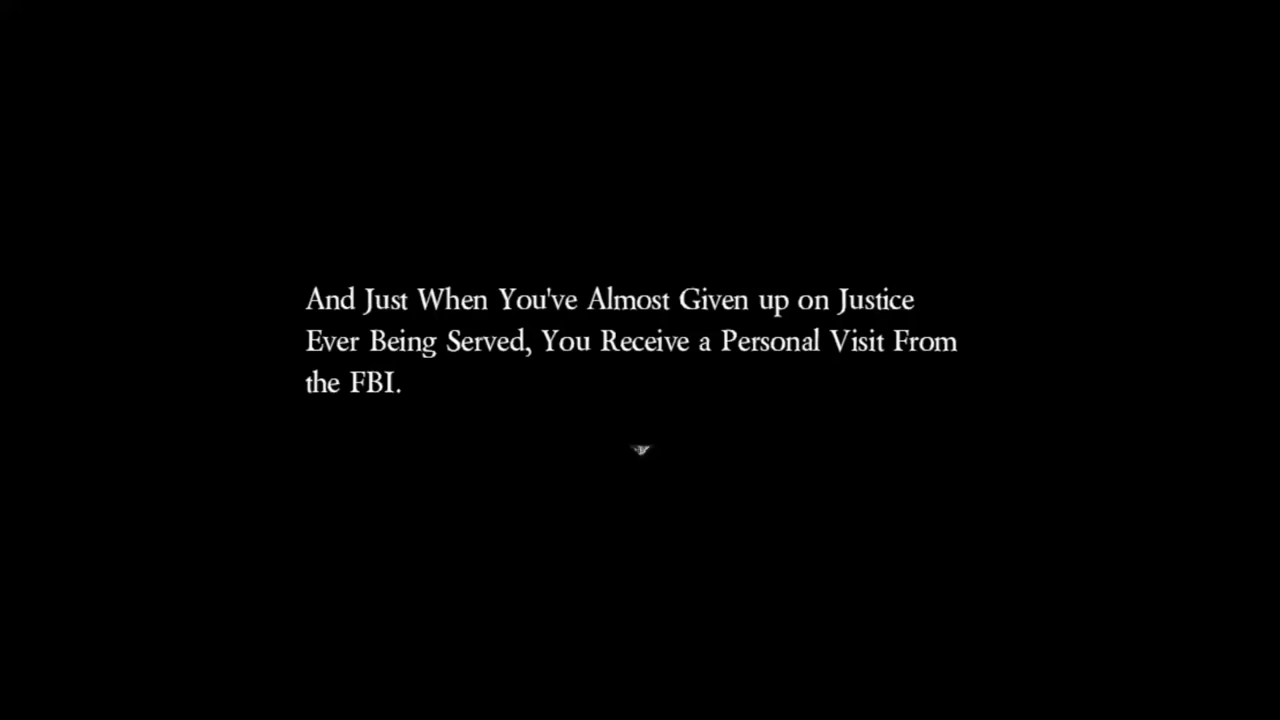 And Just When You've Almost Given up on Justice
Ever Being Served, You Receive a Personal Visit From
the FBI.